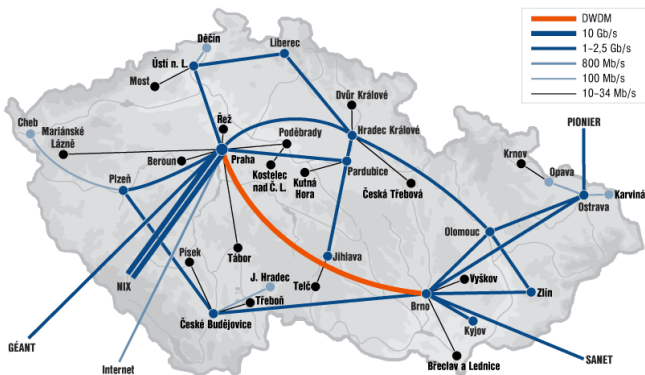 DWDM
10 Gb/s
1–2,5 Gb/s
800 Mb/s
100 Mb/s
10–34 Mb/s
Děčín
Liberec
Ústí n. L.
Most
Dvůr Králové
Cheb
Mariánské
Lázně
Řež
Poděbrady
Hradec Králové
PIONIER
Beroun
Praha
Kostelec
nad Č. L.
Kutná
Hora
Pardubice
Česká Třebová
Krnov
Opava
Karviná
Ostrava
Plzeň
Olomouc
Písek
Tábor
Jihlava
NIX
J. Hradec
Telč
Vyškov
Třeboň
Zlín
České Budějovice
Brno
Kyjov
GÉANT
Internet
Břeclav a Lednice
SANET